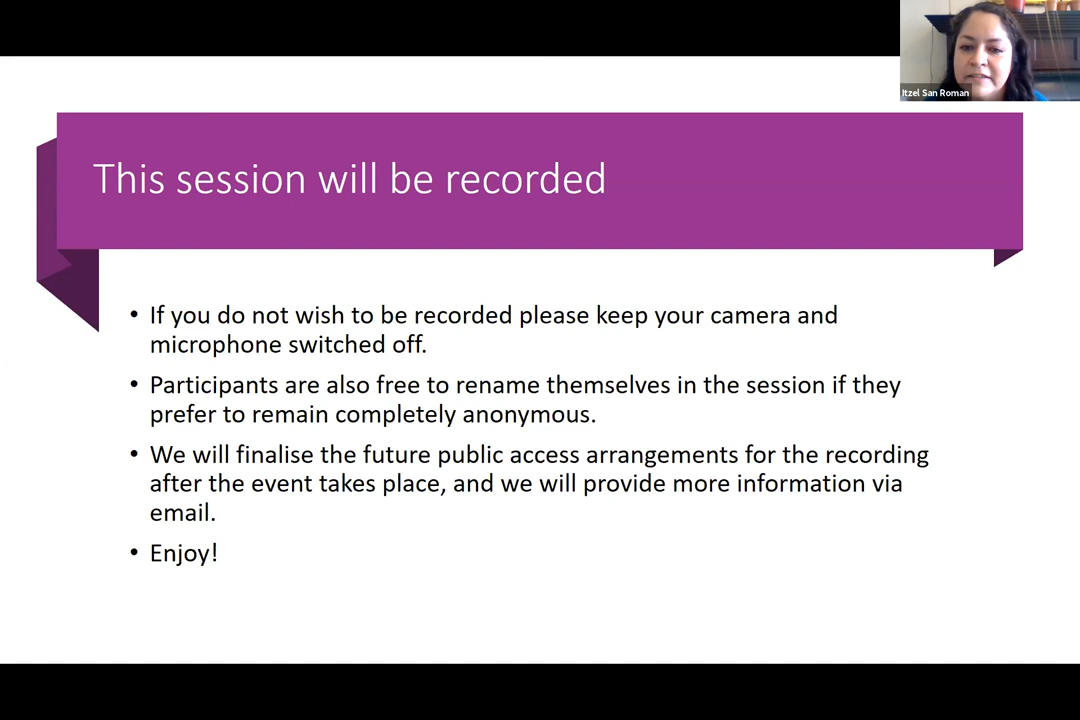 Itzel San Roman
This session will be recorded
• If you do not wish to be recorded please keep your camera and
microphone switched off.
• Participants are also free to rename themselves in the session if they
prefer to remain completely anonymous.
• We will finalise the future public access arrangements for the recording
after the event takes place, and we will provide more information via
email.
• Enjoy!